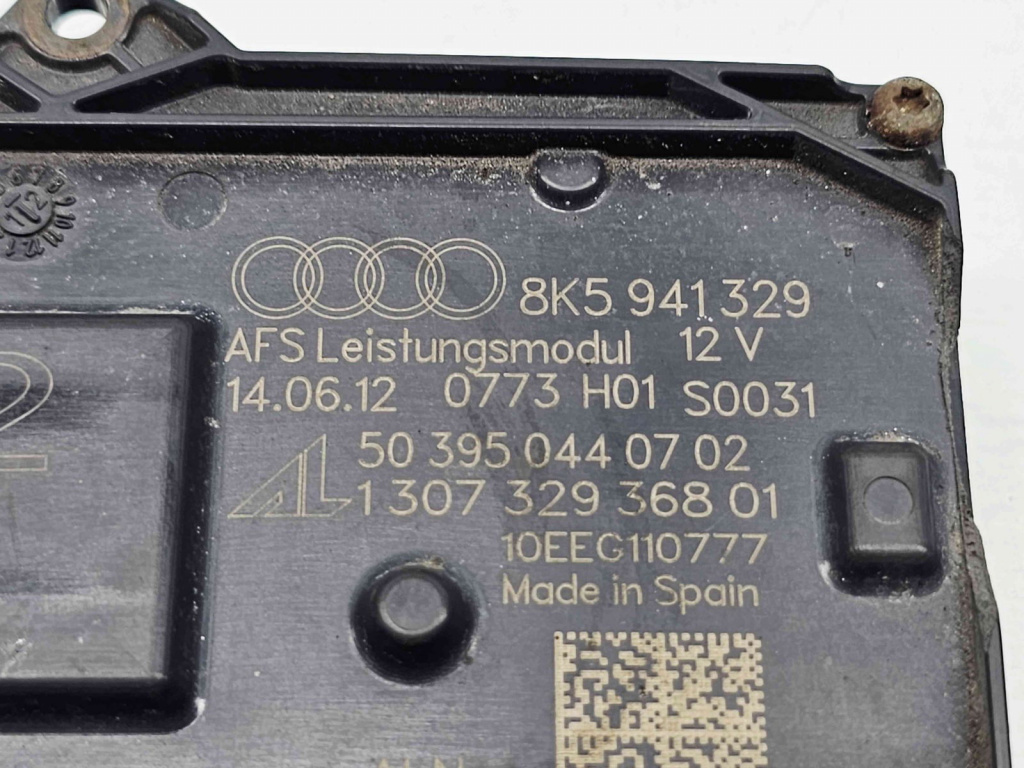 8K5 941 329
AFS Leistungsmodul 12 V
14.06.12 0773 H01 S0031
50 395 044 07 02
AL 1 307 329 368 01
10EEG110777
Made in Spain